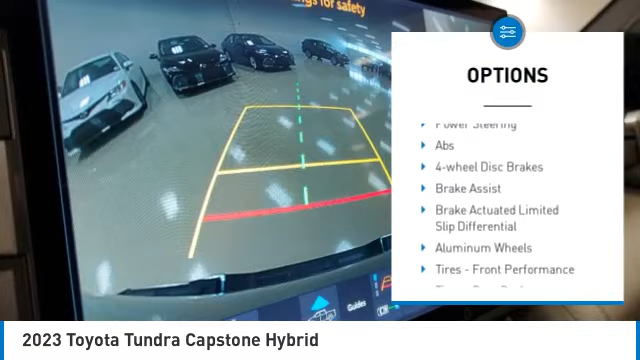 for safety
OPTIONS
Power Steering
Abs
4-wheel Disc Brakes
Brake Assist
Brake Actuated Limited
Slip Differential
Aluminum Wheels
Tires - Front Performance
Guides
2023 Toyota Tundra Capstone Hybrid